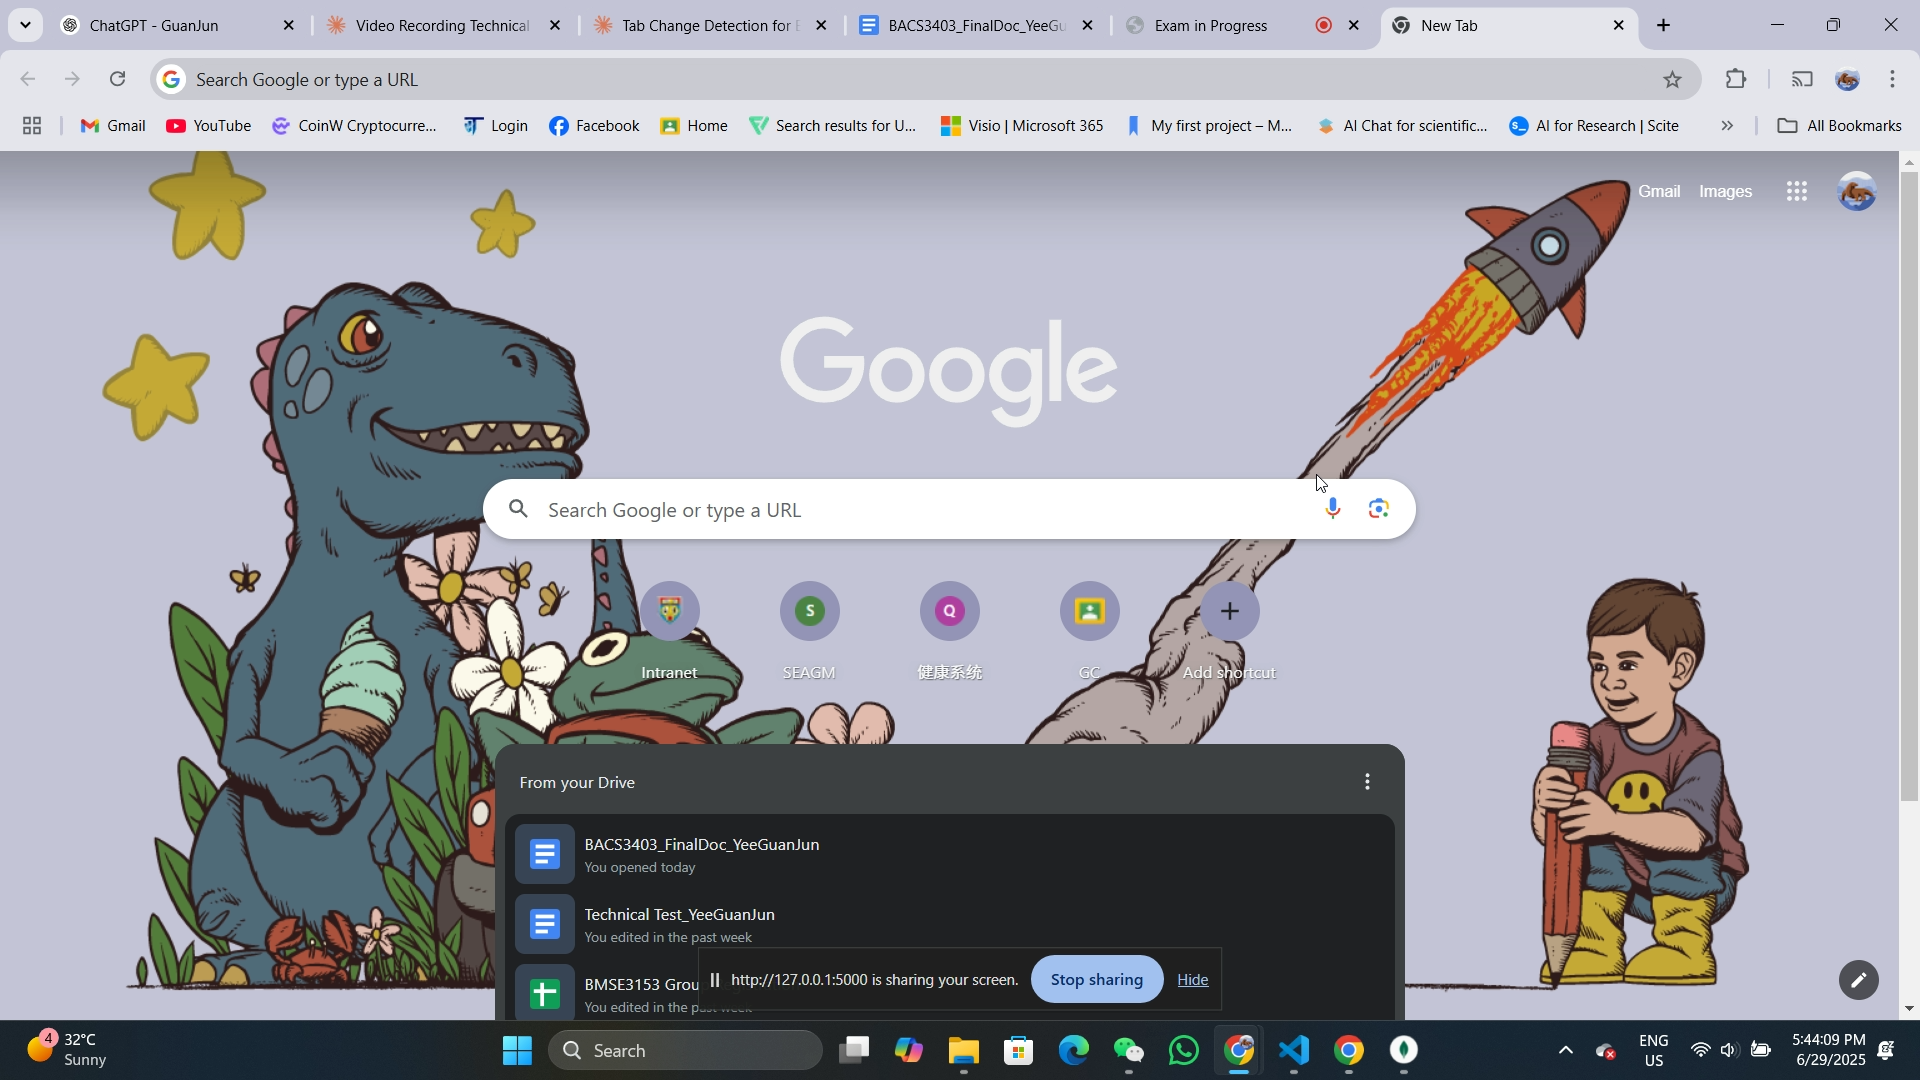 ChatGPT - GuanJun
Video Recording Technical
Tab Change Detection for E
BACS3403_FinalDoc_YeeGu
Exam in Progress
New Tab
Search Google or type a URL
Gmail
YouTube
CoinW Cryptocurre...
Login
Facebook
Home
Search results for U...
Visio | Microsoft 365
My first project – M...
AI Chat for scientific...
AI for Research | Scite
All Bookmarks
Gmail
Images
Google
Search Google or type a URL
S
Q
Intranet
SEAGM
健康系统
GC
Add shortcut
From your Drive
BACS3403_FinalDoc_YeeGuanJun
You opened today
Technical Test_YeeGuanJun
You edited in the past week
BMSE3153 Grou
You edited in the past week
http://127.0.0.1:5000 is sharing your screen.
Stop sharing
Hide
4
32°C
Sunny
Search
ENG
US
5:44:09 PM
6/29/2025